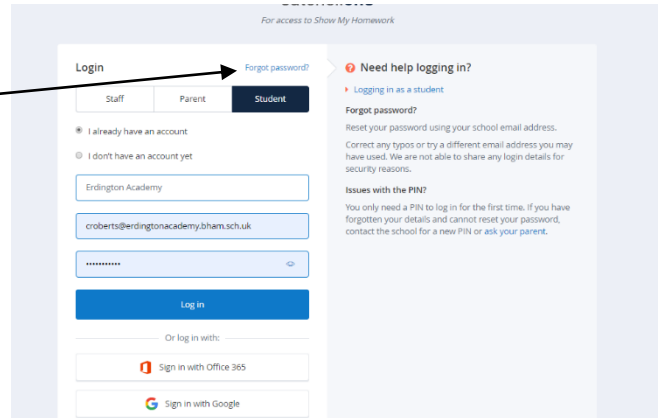 For access to Show My Homework
Login
Forgot password?
Staff
Parent
Student
I already have an account
I don't have an account yet
Erdington Academy
croberts@erdingtonacademy.bham.sch.uk
•••••••••••
Log in
Or log in with:
Sign in with Office 365
Sign in with Google
Need help logging in?
Logging in as a student
Forgot password?
Reset your password using your school email address.
Correct any typos or try a different email address you may
have used. We are not able to share any login details for
security reasons.
Issues with the PIN?
You only need a PIN to log in for the first time. If you have
forgotten your details and cannot reset your password,
contact the school for a new PIN or ask your parent.